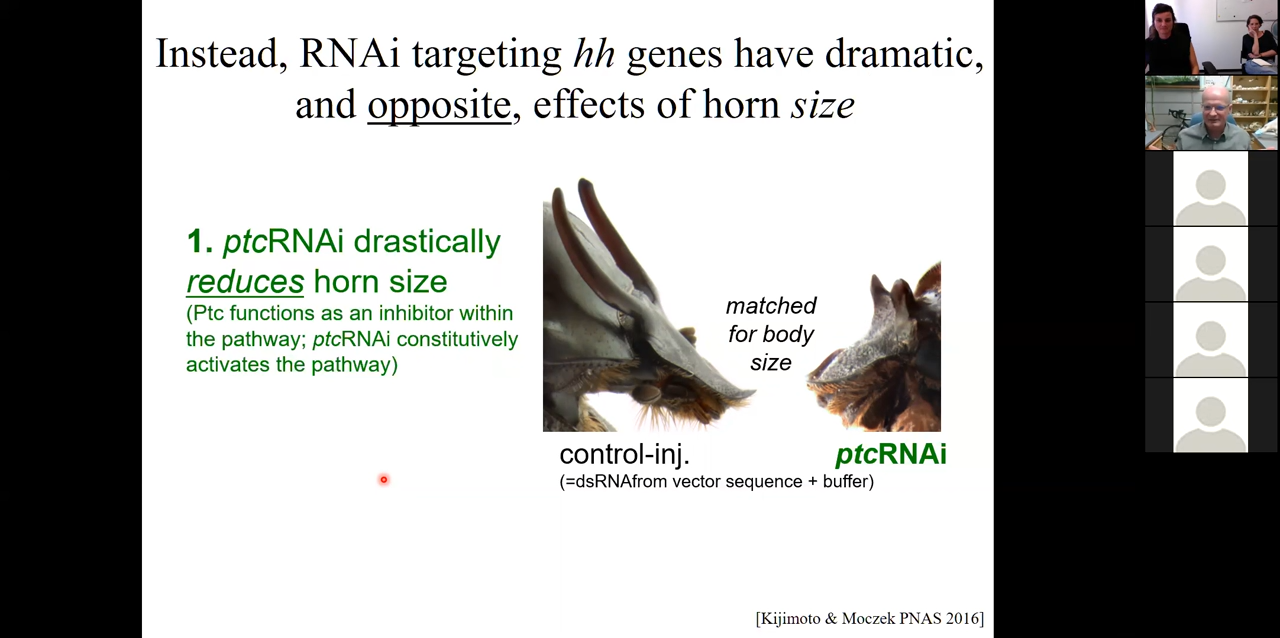 Instead, RNAi targeting hh genes have dramatic,
and opposite, effects of horn size
1. ptcRNAi drastically
reduces horn size
(Ptc functions as an inhibitor within
the pathway; ptcRNAi constitutively
activates the pathway)
matched
for body
size
control-inj.
ptcRNAi
(=dsRNAfrom vector sequence + buffer)
[Kijimoto & Moczek PNAS 2016]